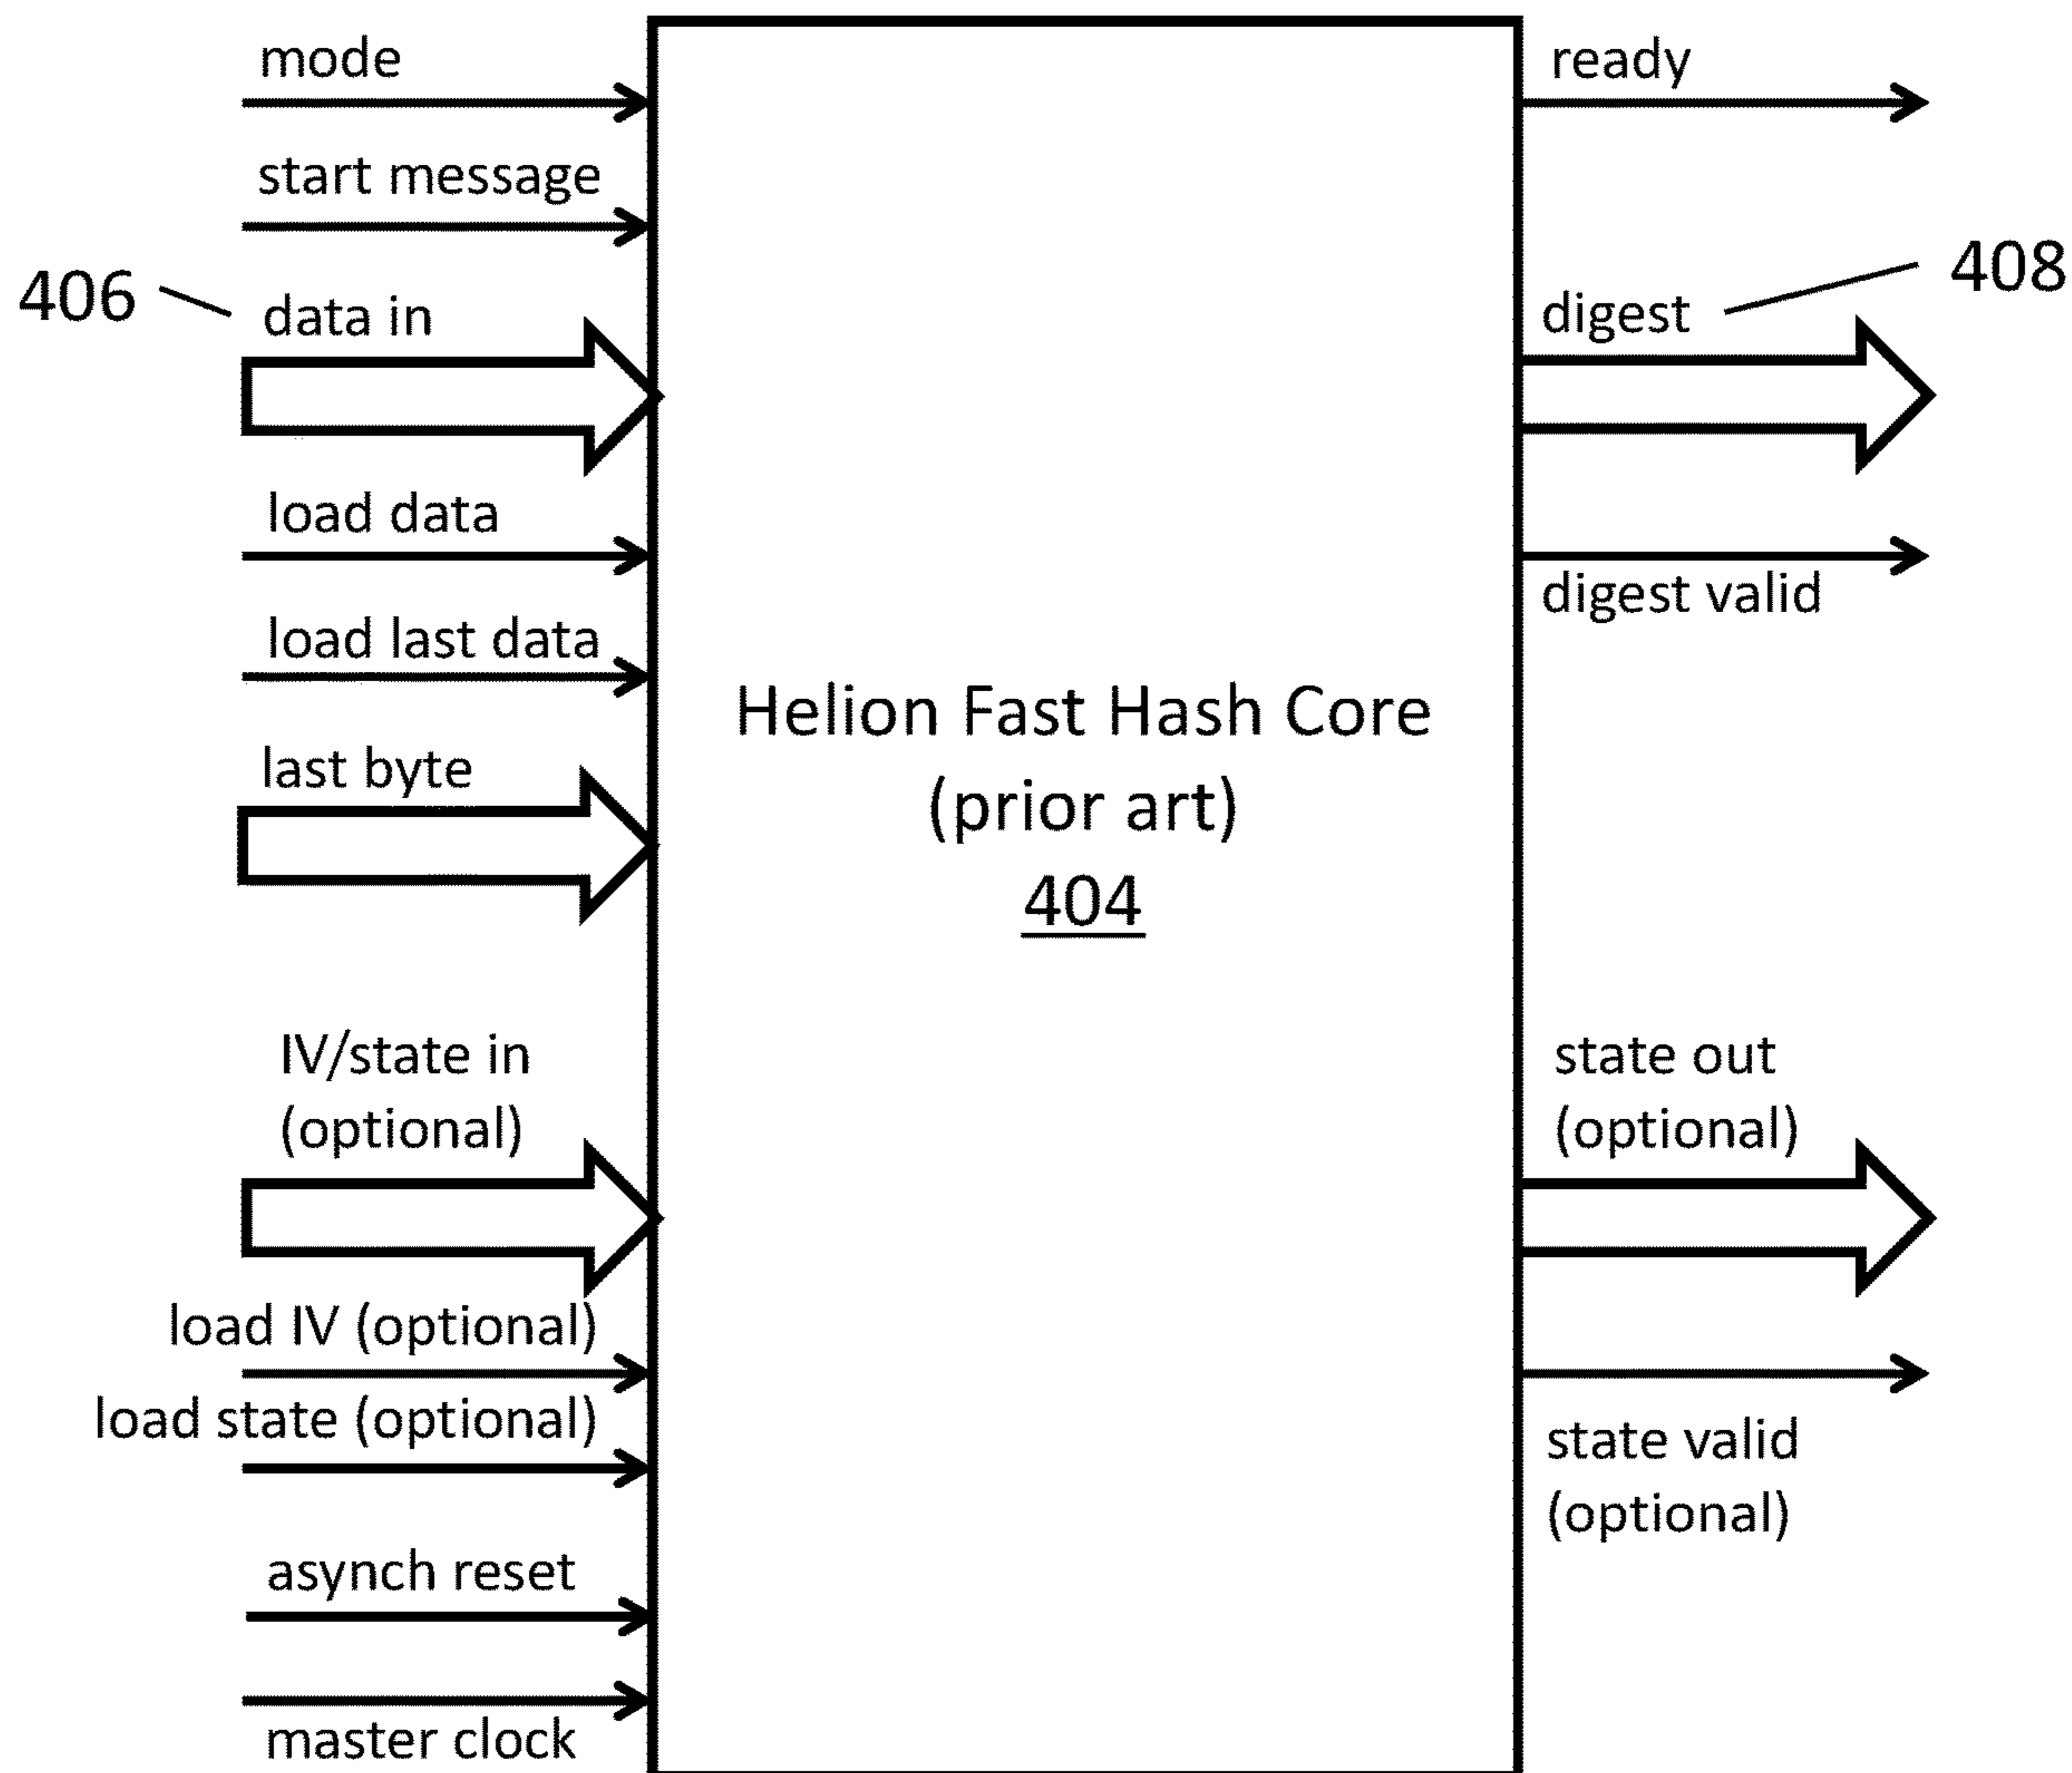 mode
start message
406
data in
load data
load last data
last byte
IV/state in
(optional)
load IV (optional)
load state (optional)
asynch reset
master clock
Helion Fast Hash Core
(prior art)
404
ready
408
digest
digest valid
state out
(optional)
state valid
(optional)